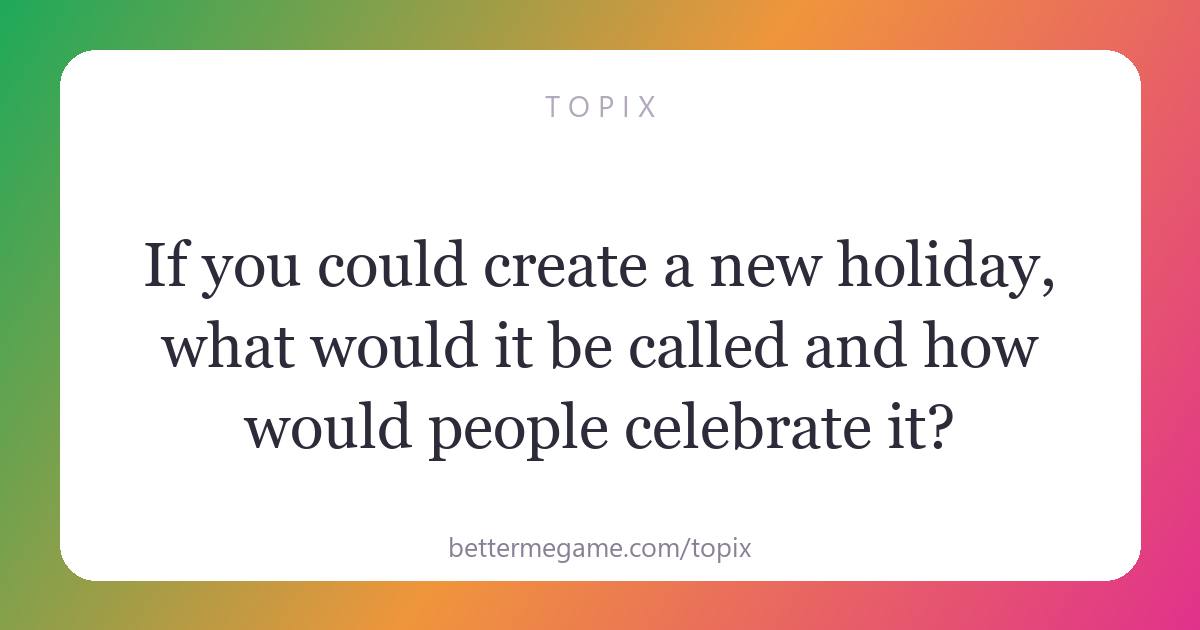 TOPIX
If you could create a new holiday,
what would it be called and how
would people celebrate it?
bettermegame.com/topix